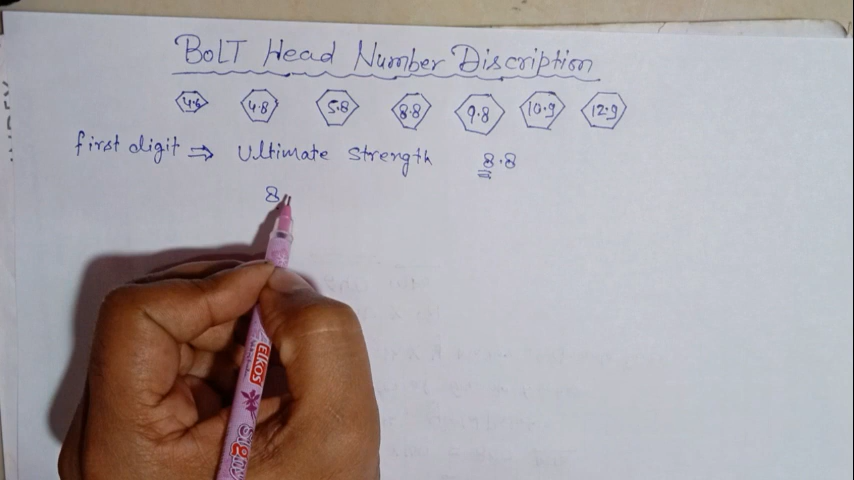 BOLT Head Number Discription
4.6 4.8 5.8 8.8 9.8 10.9 12.9
first digit ⇒ Ultimate strength 8.8
8
ELKOS